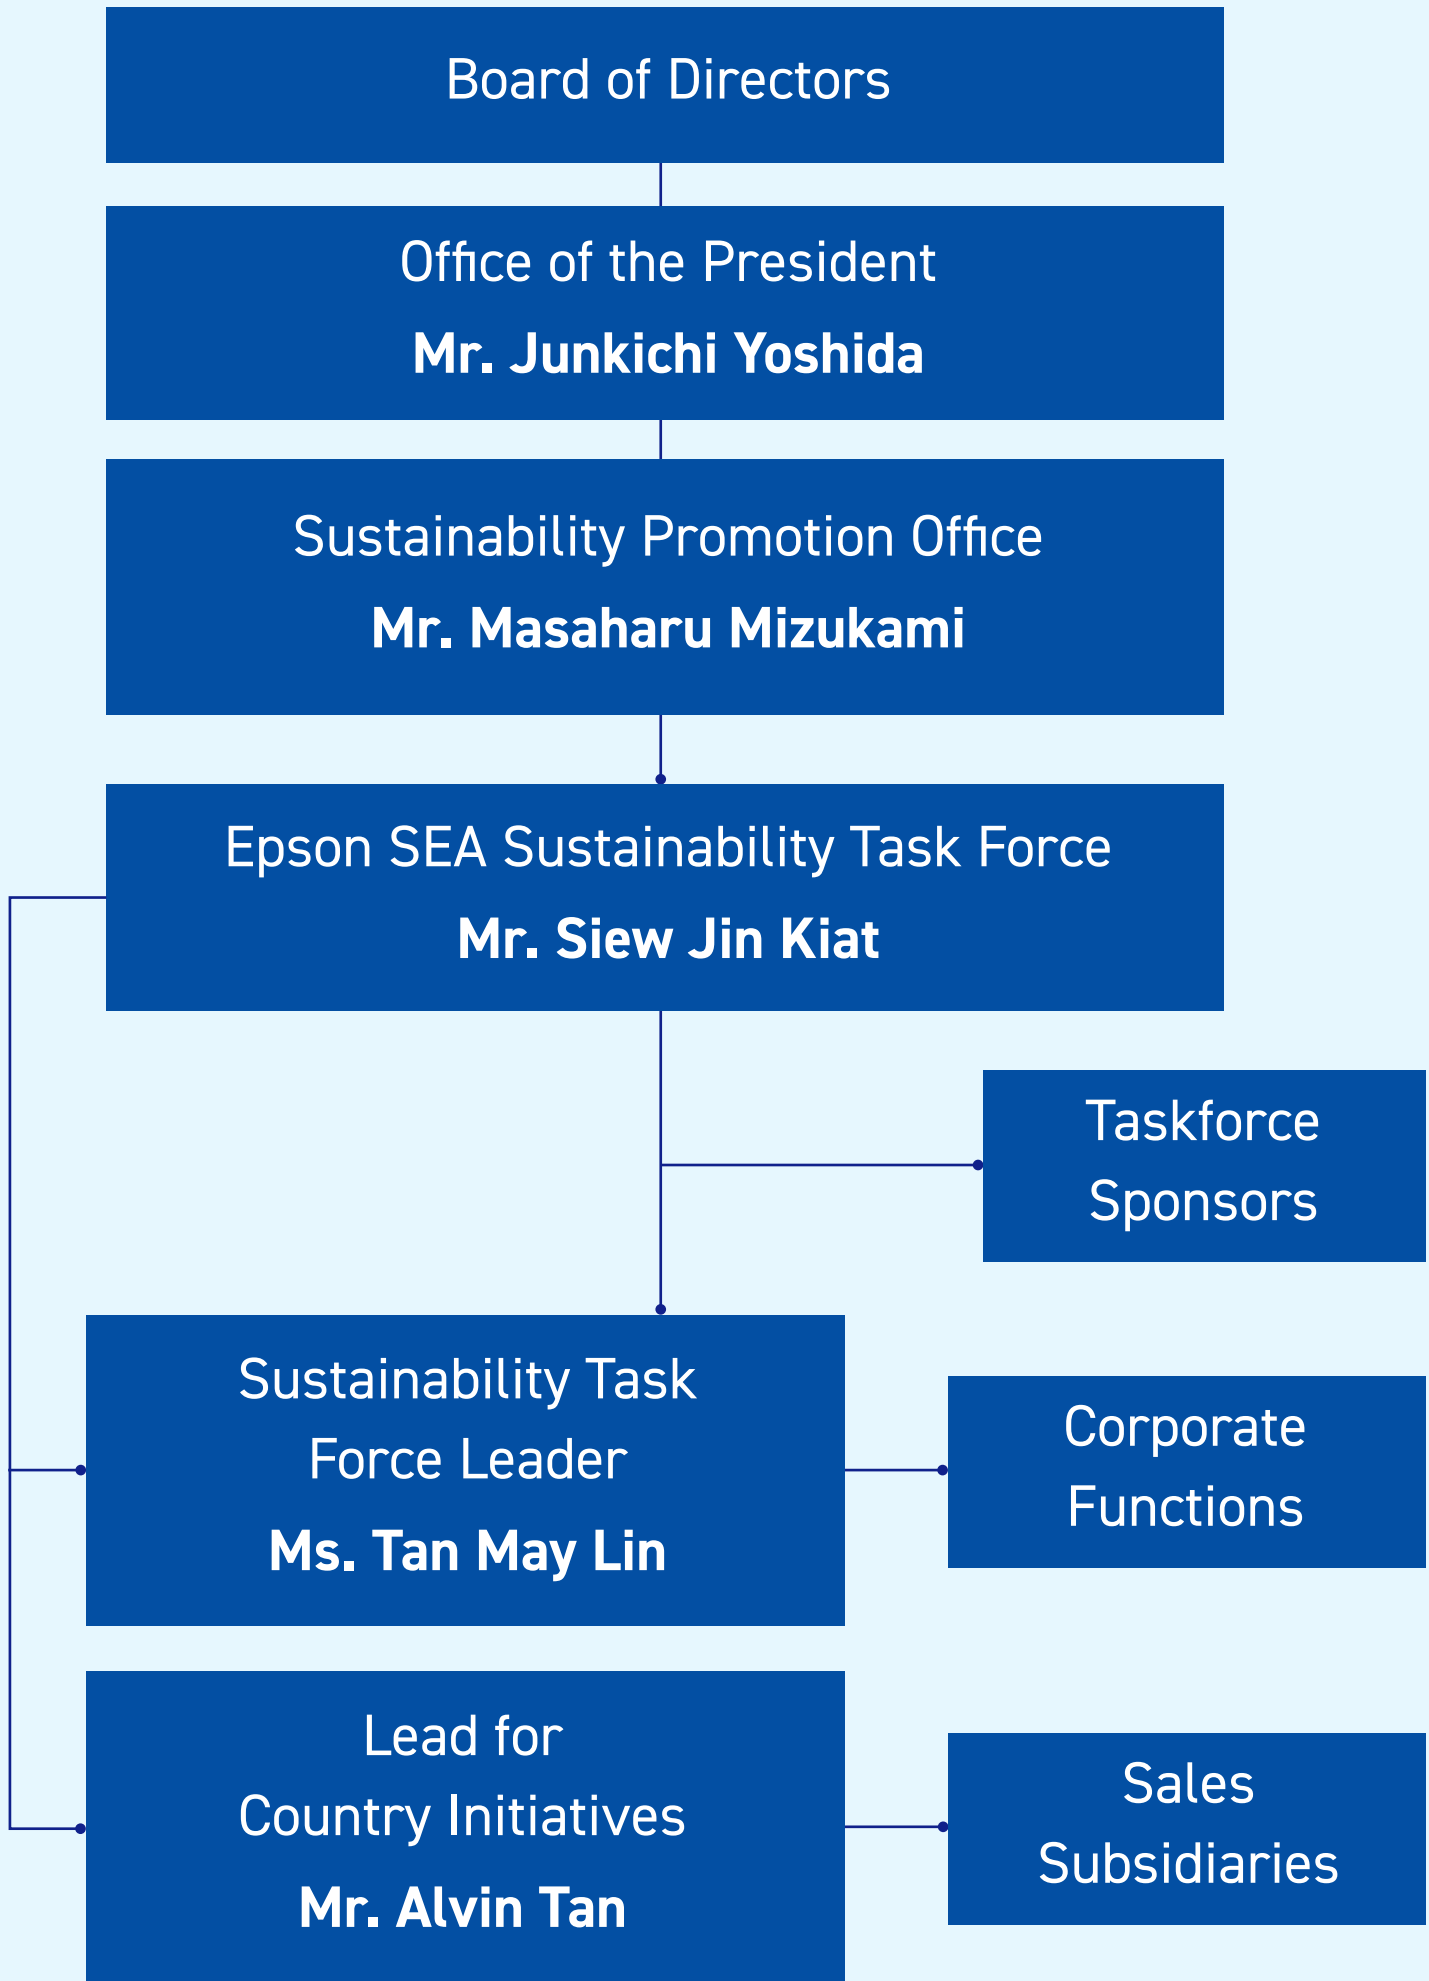 Board of Directors
Office of the President
Mr. Junkichi Yoshida
Sustainability Promotion Office
Mr. Masaharu Mizukami
Epson SEA Sustainability Task Force
Mr. Siew Jin Kiat
Taskforce
Sponsors
Sustainability Task
Force Leader
Ms. Tan May Lin
Corporate
Functions
Lead for
Country Initiatives
Mr. Alvin Tan
Sales
Subsidiaries